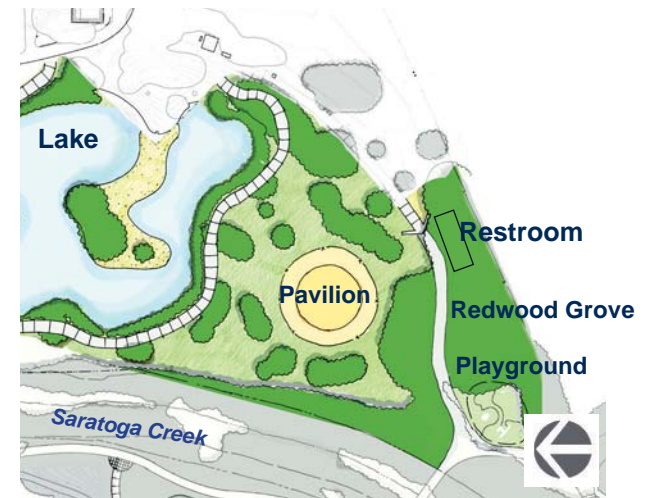 Lake
Restroom
Pavilion
Redwood Grove
Playground
Saratoga Creek